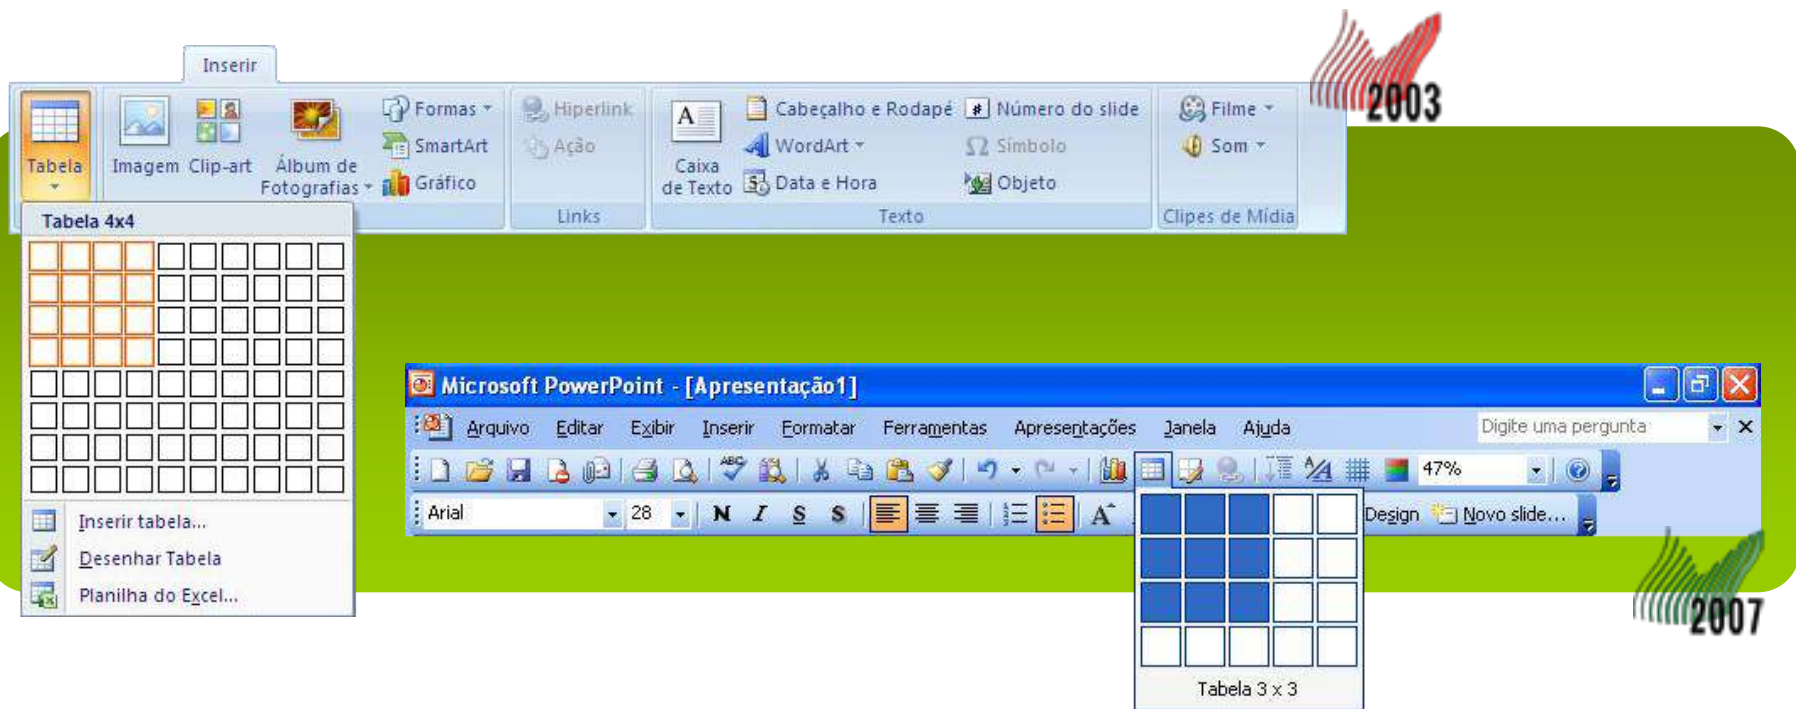 Inserir
2003
Tabela
Imagem
Clip-art
Álbum de
Fotografias
Formas
SmartArt
Gráfico
Hiperlink
Ação
Links
A
Caixa
de Texto
Cabeçalho e Rodapé
WordArt
Data e Hora
# Número do slide
Ω Símbolo
Objeto
Texto
Filme
Som
Clipes de Mídia
Tabela 4x4
Inserir tabela...
Desenhar Tabela
Planilha do Excel...
Microsoft PowerPoint - [Apresentação1]
Arquivo Editar Exibir Inserir Formatar Ferramentas Apresentações Janela Ajuda Digite uma pergunta
ABC 47%
Arial 28 N I S S A Design Novo slide...
Tabela 3 x 3
2007